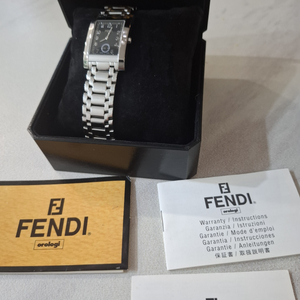 FENDI
orologi
FENDI
orologi
Warranty / Instructions
Garanzia / Istruzioni
Garantie / Mode d'emploi
Garantía / Instrucciones
Garantie / Anleitungen
保証書 / 取扱説明書